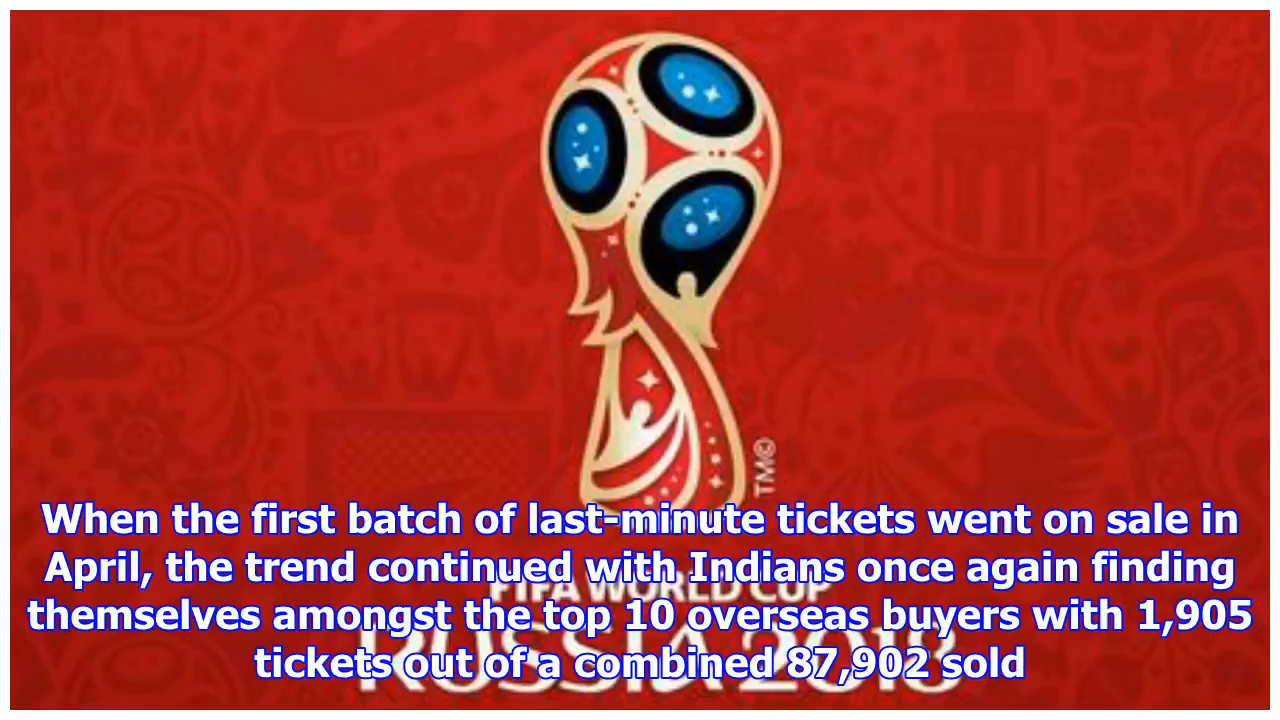 TM©
When the first batch of last-minute tickets went on sale in
April, the trend continued with Indians once again finding
FIFA WORLD CUP
themselves amongst the top 10 overseas buyers with 1,905
RUSSIA 2018
tickets out of a combined 87,902 sold